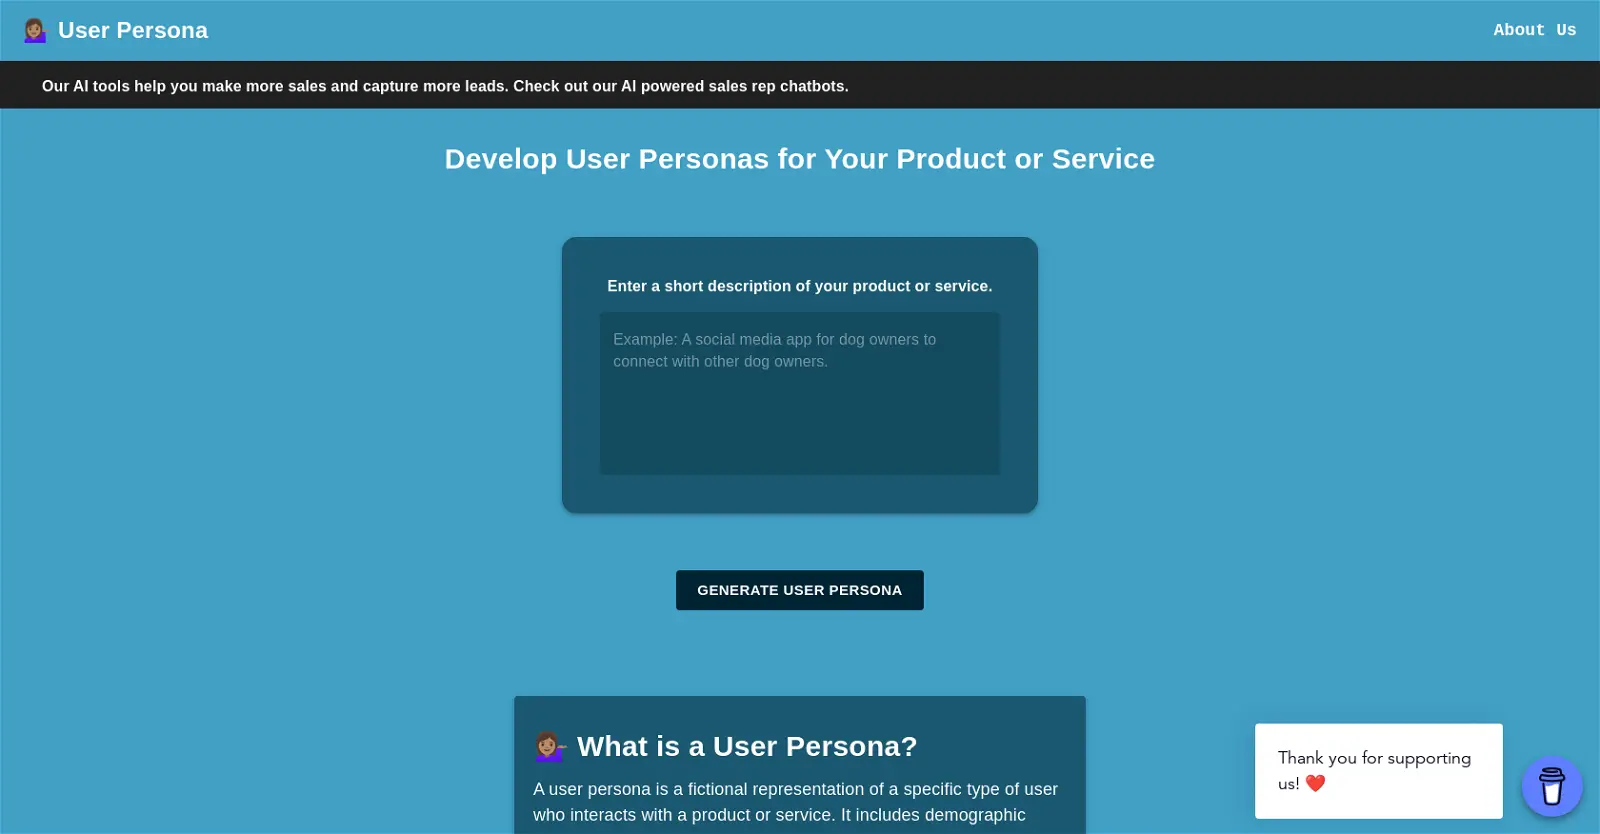 User Persona
About Us
Our AI tools help you make more sales and capture more leads. Check out our AI powered sales rep chatbots.
Develop User Personas for Your Product or Service
Enter a short description of your product or service.
Example: A social media app for dog owners to
connect with other dog owners.
GENERATE USER PERSONA
What is a User Persona?
A user persona is a fictional representation of a specific type of user
who interacts with a product or service. It includes demographic
Thank you for supporting
us! ❤️